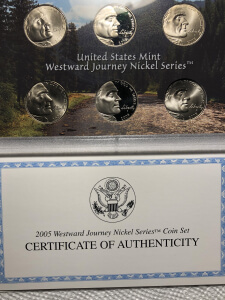 United States Mint
Westward Journey Nickel Series™
2005 Westward Journey Nickel Series™ Coin Set
CERTIFICATE OF AUTHENTICITY